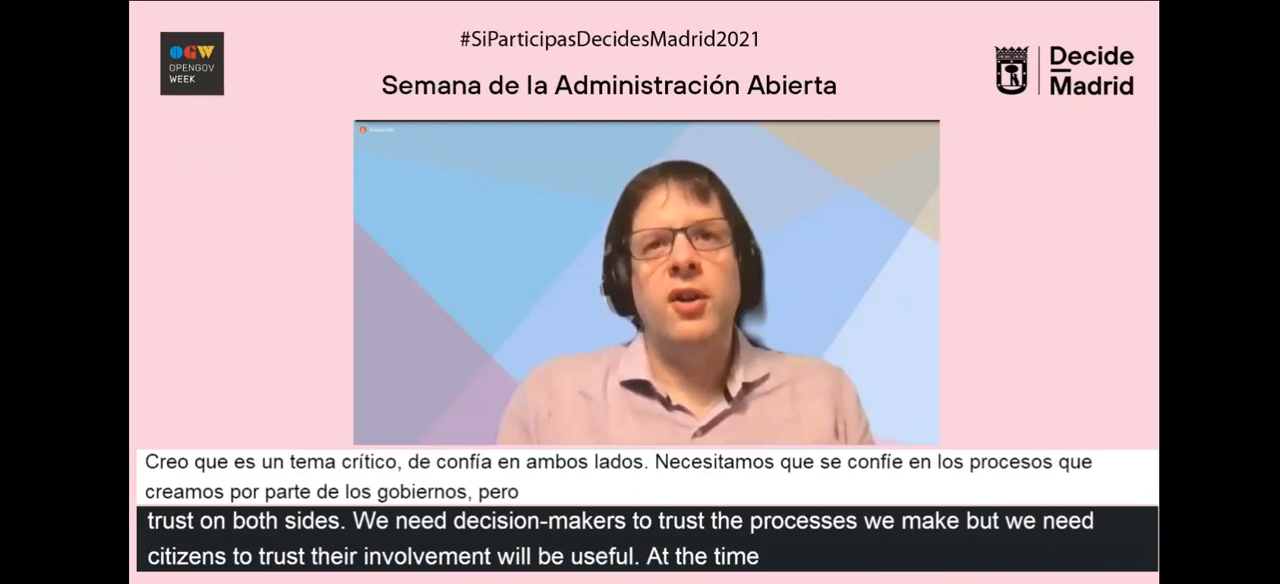 #SiParticipasDecidesMadrid2021
OGW
OPENGOV
WEEK
Semana de la Administración Abierta
Decide
Madrid
Creo que es un tema crítico, de confía en ambos lados. Necesitamos que se confíe en los procesos que
creamos por parte de los gobiernos, pero
trust on both sides. We need decision-makers to trust the processes we make but we need
citizens to trust their involvement will be useful. At the time